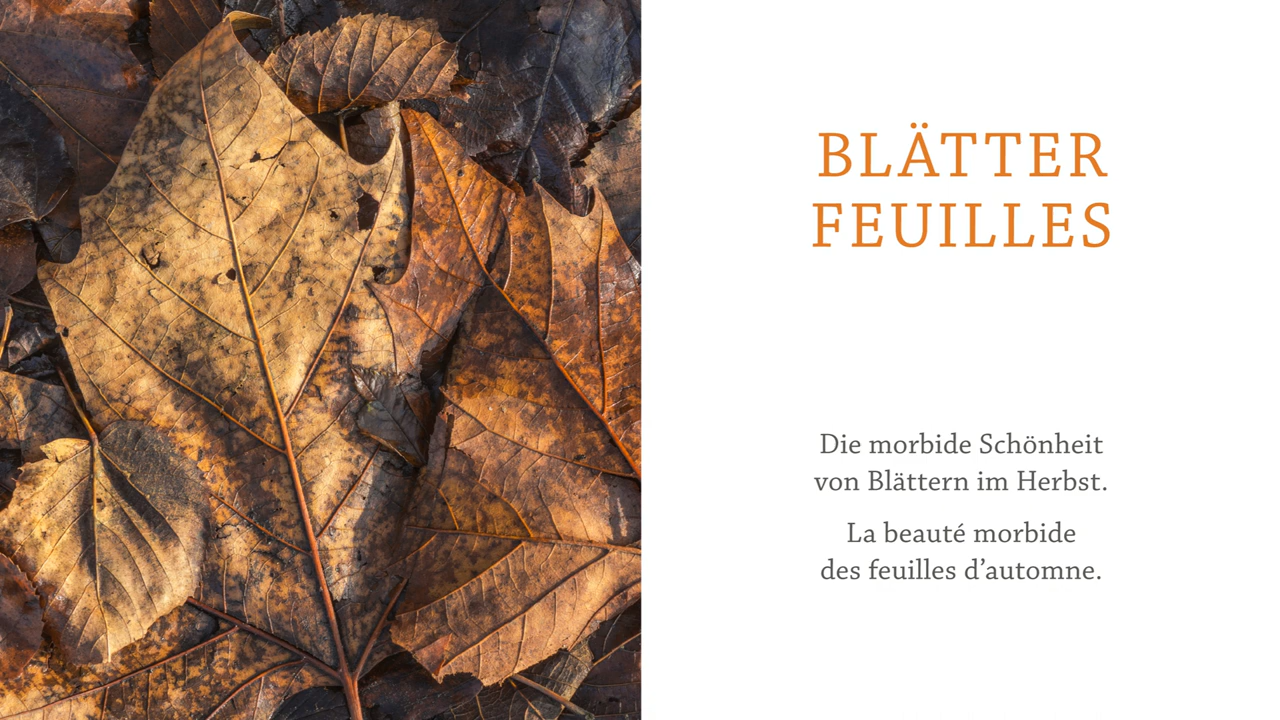 BLÄTTER
FEUILLES
Die morbide Schönheit
von Blättern im Herbst.
La beauté morbide
des feuilles d’automne.